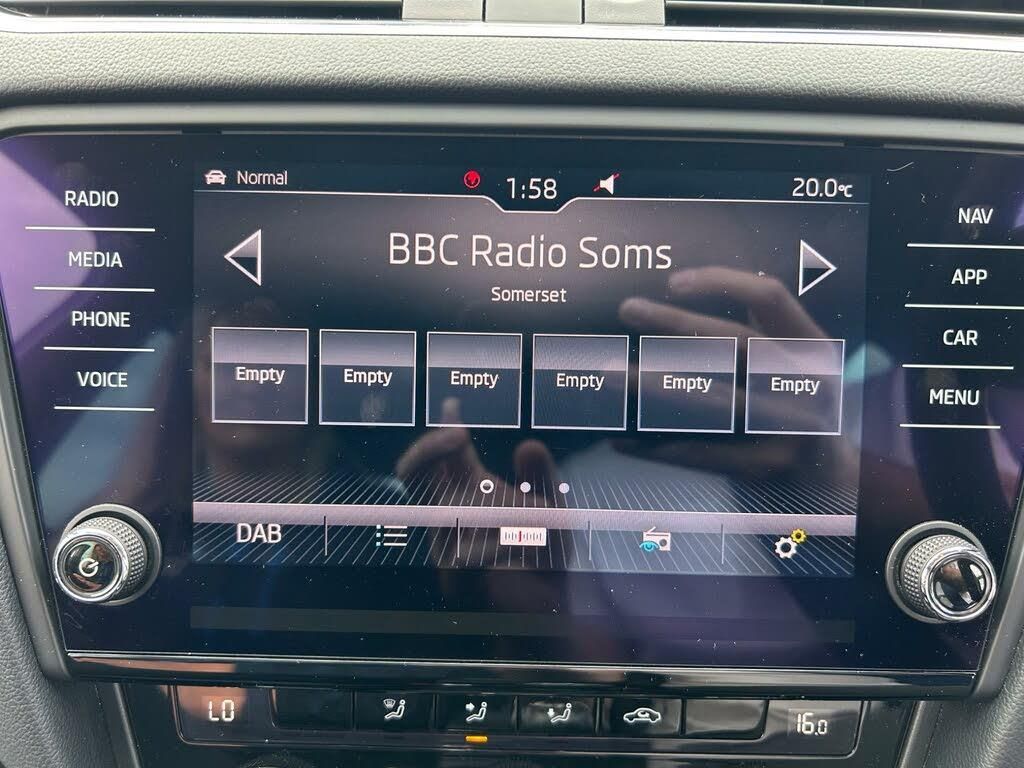 Normal
1:58
20.0°C
RADIO
MEDIA
PHONE
VOICE
BBC Radio Soms
Somerset
Empty Empty Empty Empty Empty Empty
DAB
NAV
APP
CAR
MENU
LO
16.0